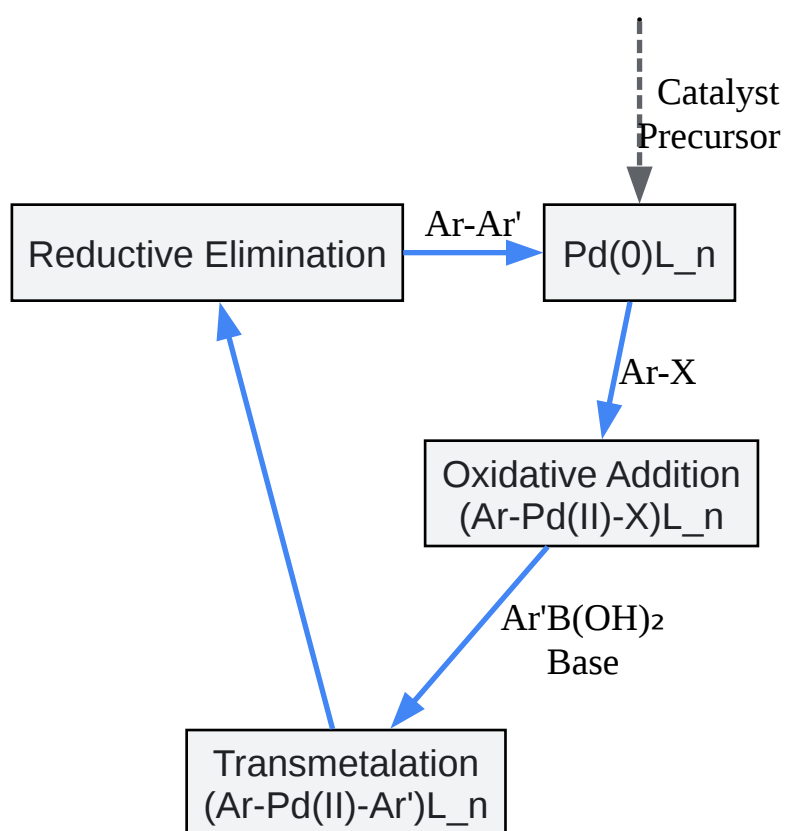 Catalyst
Precursor
Reductive Elimination
Ar-Ar'
Pd(0)L_n
Ar-X
Oxidative Addition
(Ar-Pd(II)-X)L_n
Ar'B(OH)₂
Base
Transmetalation
(Ar-Pd(II)-Ar')L_n